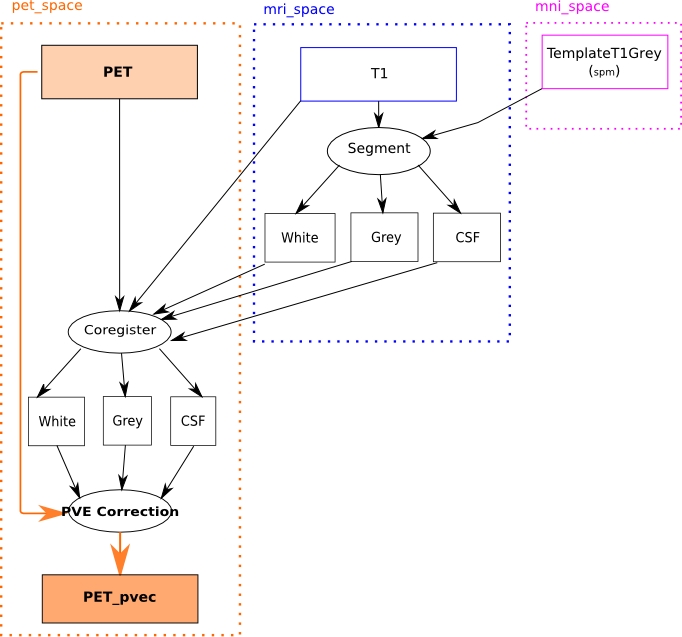 pet_space
mri_space
mni_space
PET
T1
TemplateT1Grey
(spm)
Segment
White
Grey
CSF
Coregister
White
Grey
CSF
PVE Correction
PET_pvec